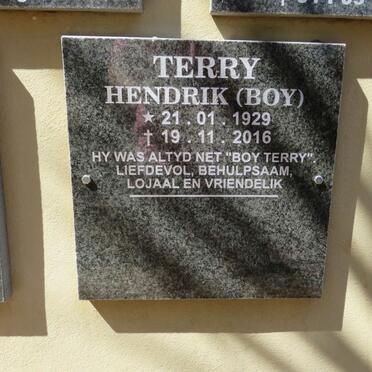 TERRY
HENDRIK (BOY)
★ 21 . 01 . 1929
† 19 . 11 . 2016
HY WAS ALTYD NET "BOY TERRY",
LIEFDEVOL, BEHULPSAAM,
LOJAAL EN VRIENDELIK